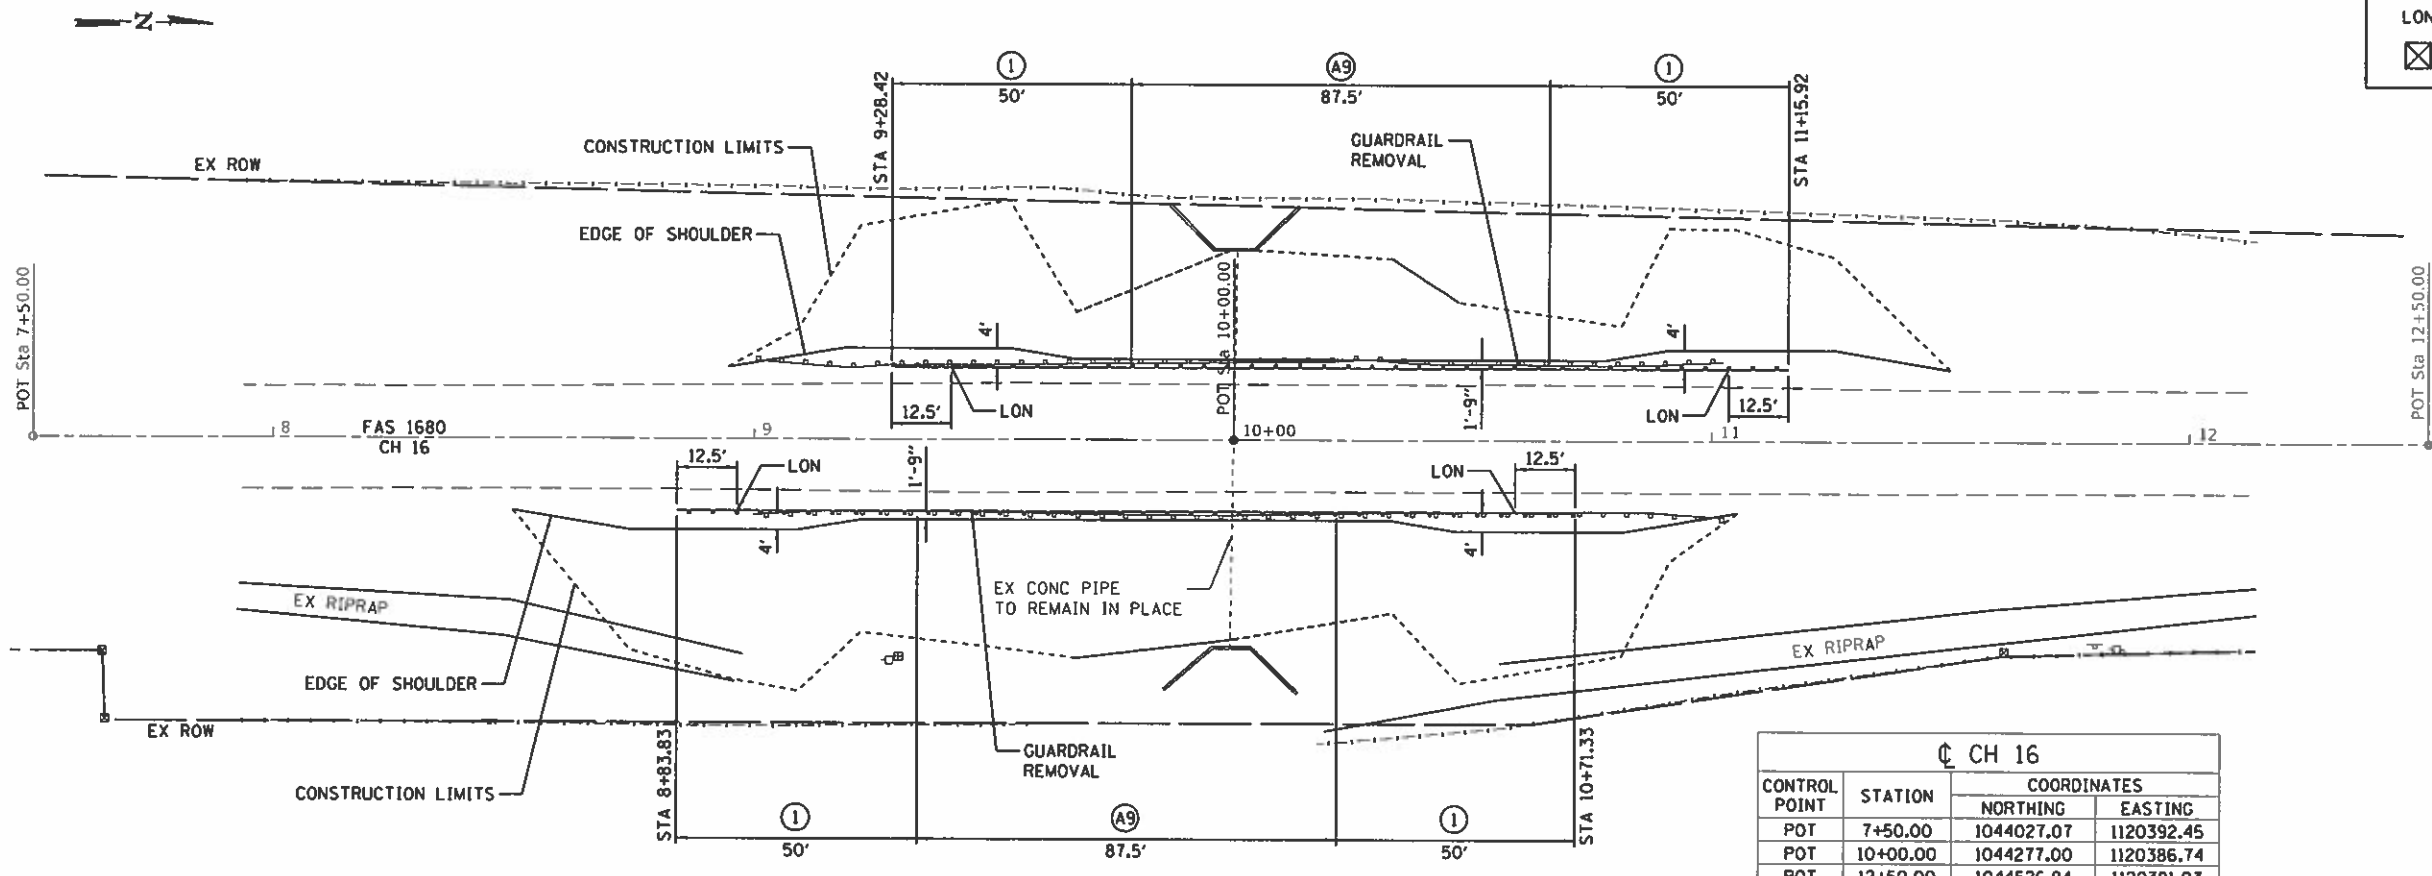 N
LON
1
A9
1
50'
87.5'
50'
STA 9+28.42
STA 11+15.92
CONSTRUCTION LIMITS
GUARDRAIL
REMOVAL
EX ROW
EDGE OF SHOULDER
POT Sta 7+50.00
POT Sta 10+00.00
POT Sta 12+50.00
4'
4'
12.5'
LON
1'-9"
LON
12.5'
8
FAS 1680
CH 16
9
10+00
11
12
12.5'
LON
1'-9"
LON
12.5'
4'
4'
EX CONC PIPE
TO REMAIN IN PLACE
EX RIPRAP
EX RIPRAP
EDGE OF SHOULDER
EX ROW
GUARDRAIL
REMOVAL
CONSTRUCTION LIMITS
STA 8+83.83
STA 10+71.33
1
A9
1
50'
87.5'
50'
℄ CH 16
CONTROL POINT STATION COORDINATES
NORTHING EASTING
POT 7+50.00 1044027.07 1120392.45
POT 10+00.00 1044277.00 1120386.74
POT 12+50.00